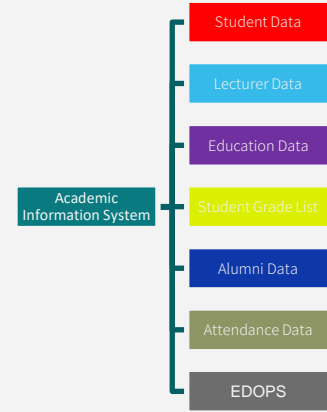 Student Data
Lecturer Data
Education Data
Academic
Information System
Student Grade List
Alumni Data
Attendance Data
EDOPS